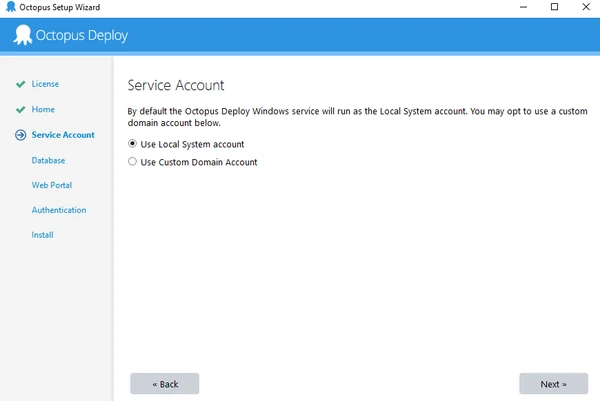 Octopus Setup Wizard
Octopus Deploy
License
Home
Service Account
Database
Web Portal
Authentication
Install
Service Account
By default the Octopus Deploy Windows service will run as the Local System account. You may opt to use a custom
domain account below.
Use Local System account
Use Custom Domain Account
« Back
Next »